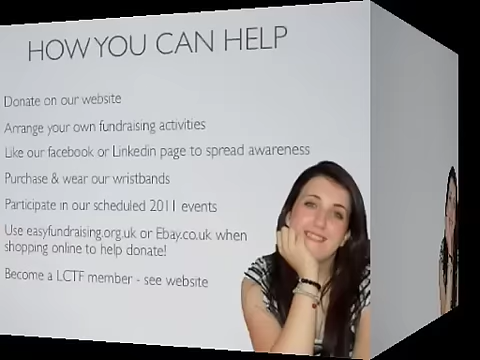 HOW YOU CAN HELP
Donate on our website
Arrange your own fundraising activities
Like our facebook or Linkedin page to spread awareness
Purchase & wear our wristbands
Participate in our scheduled 2011 events
Use easyfundraising.org.uk or Ebay.co.uk when
shopping online to help donate!
Become a LCTF member - see website